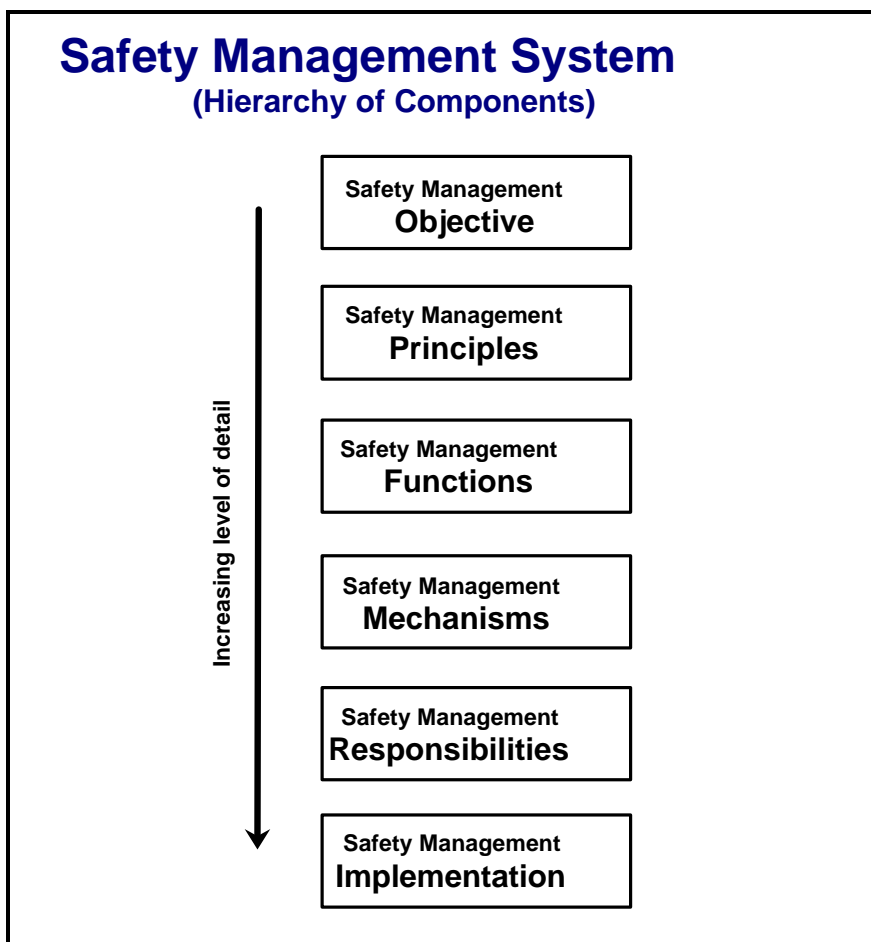 Safety Management System
(Hierarchy of Components)
Safety Management
Objective
Safety Management
Principles
Safety Management
Functions
Safety Management
Mechanisms
Safety Management
Responsibilities
Safety Management
Implementation
Increasing level of detail